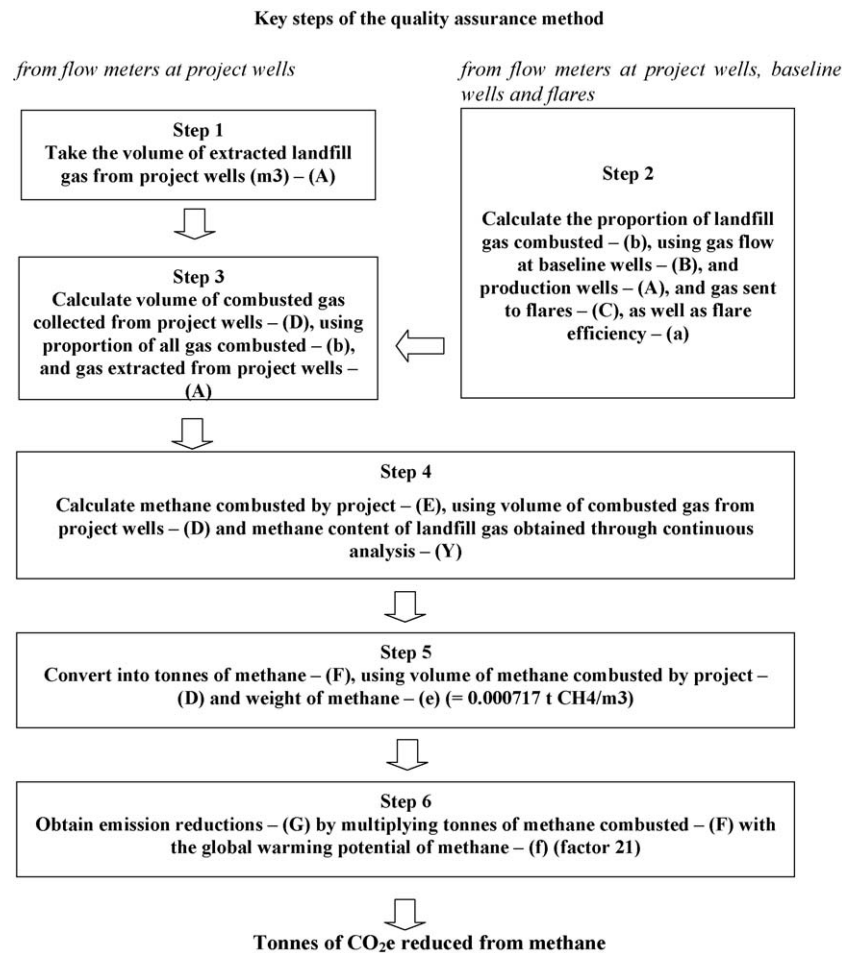 Key steps of the quality assurance method
from flow meters at project wells
from flow meters at project wells, baseline
wells and flares
Step 1
Take the volume of extracted landfill
gas from project wells (m3) – (A)
Step 2
Calculate the proportion of landfill
gas combusted – (b), using gas flow
at baseline wells – (B), and
production wells – (A), and gas sent
to flares – (C), as well as flare
efficiency – (a)
Step 3
Calculate volume of combusted gas
collected from project wells – (D), using
proportion of all gas combusted – (b),
and gas extracted from project wells –
(A)
Step 4
Calculate methane combusted by project – (E), using volume of combusted gas from
project wells – (D) and methane content of landfill gas obtained through continuous
analysis – (Y)
Step 5
Convert into tonnes of methane – (F), using volume of methane combusted by project –
(D) and weight of methane – (e) (= 0.000717 t CH4/m3)
Step 6
Obtain emission reductions – (G) by multiplying tonnes of methane combusted – (F) with
the global warming potential of methane – (f) (factor 21)
Tonnes of CO₂e reduced from methane